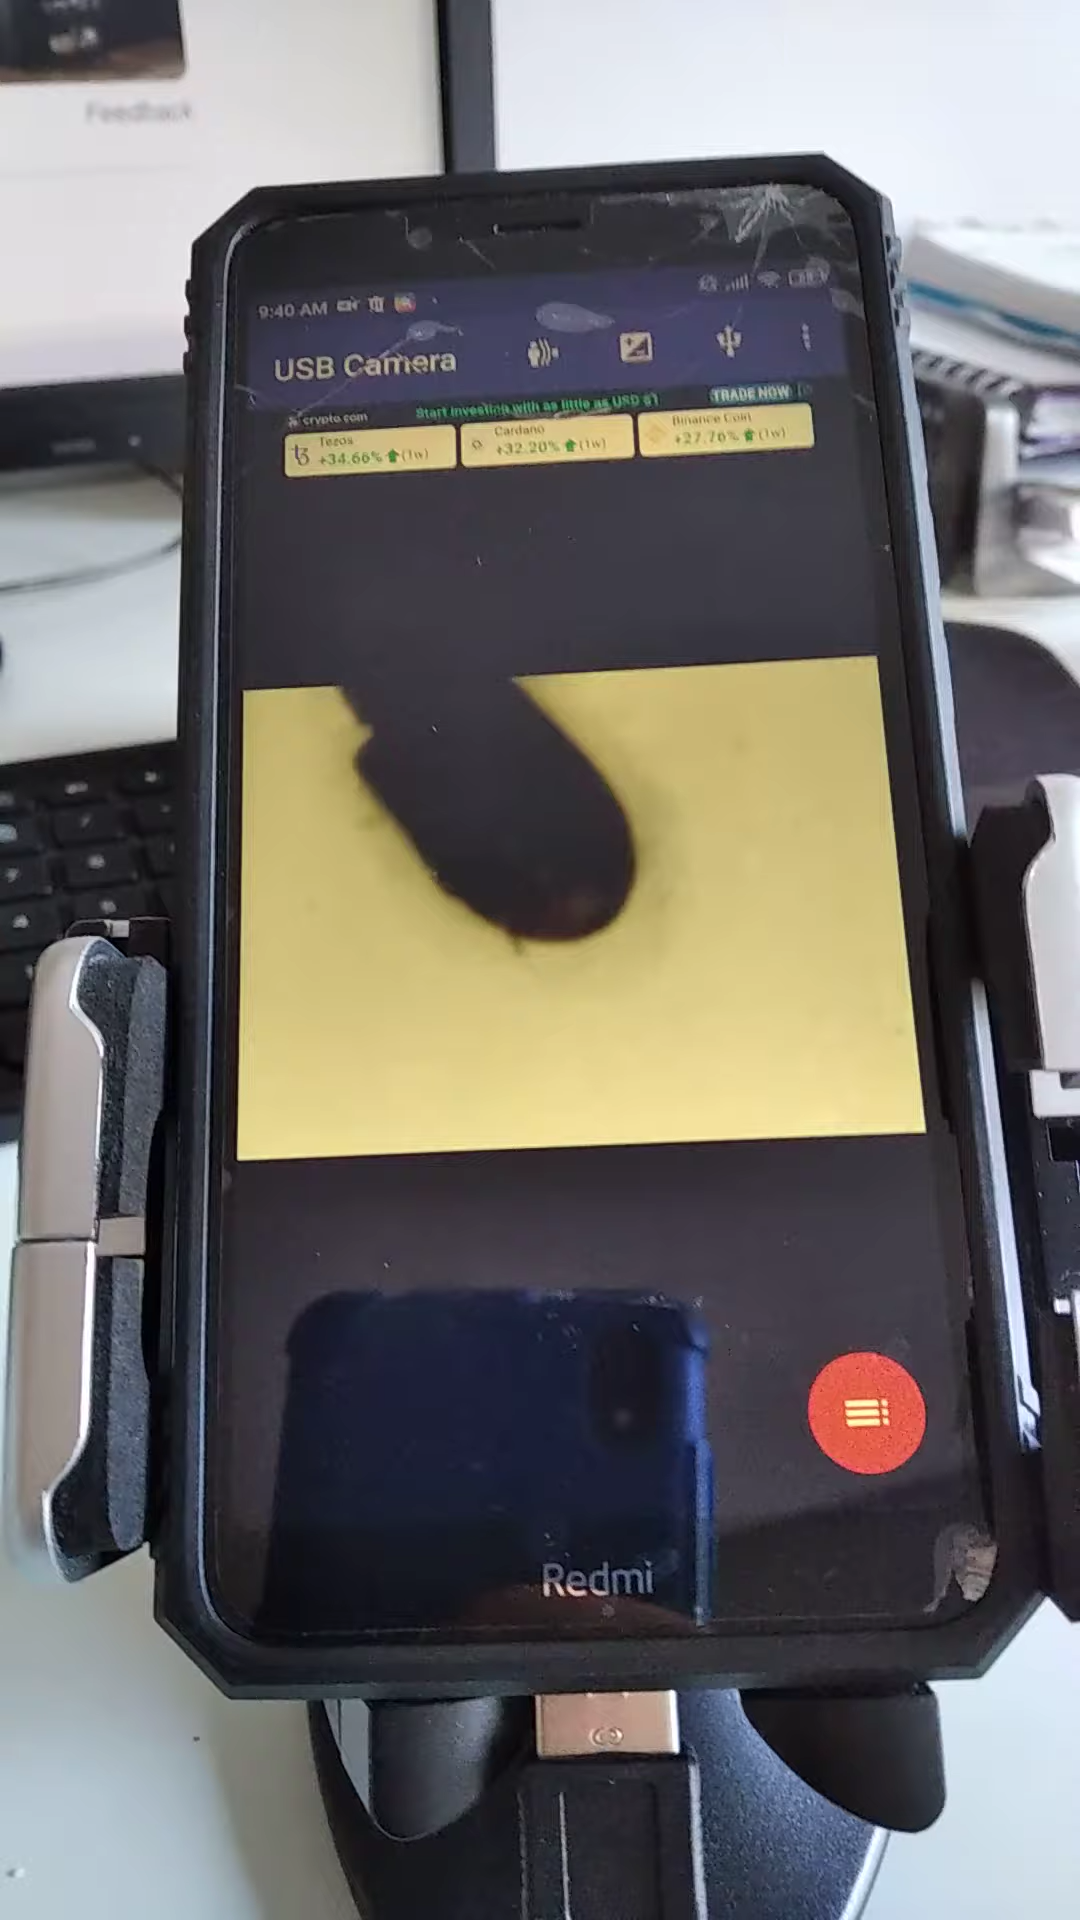 Feedback
9:40 AM
USB Camera
crypto.com
Start investing with as little as USD $1
TRADE NOW
Tezos
+34.66% (1w)
Cardano
+32.20% (1w)
Binance Coin
+27.76% (1w)
Redmi